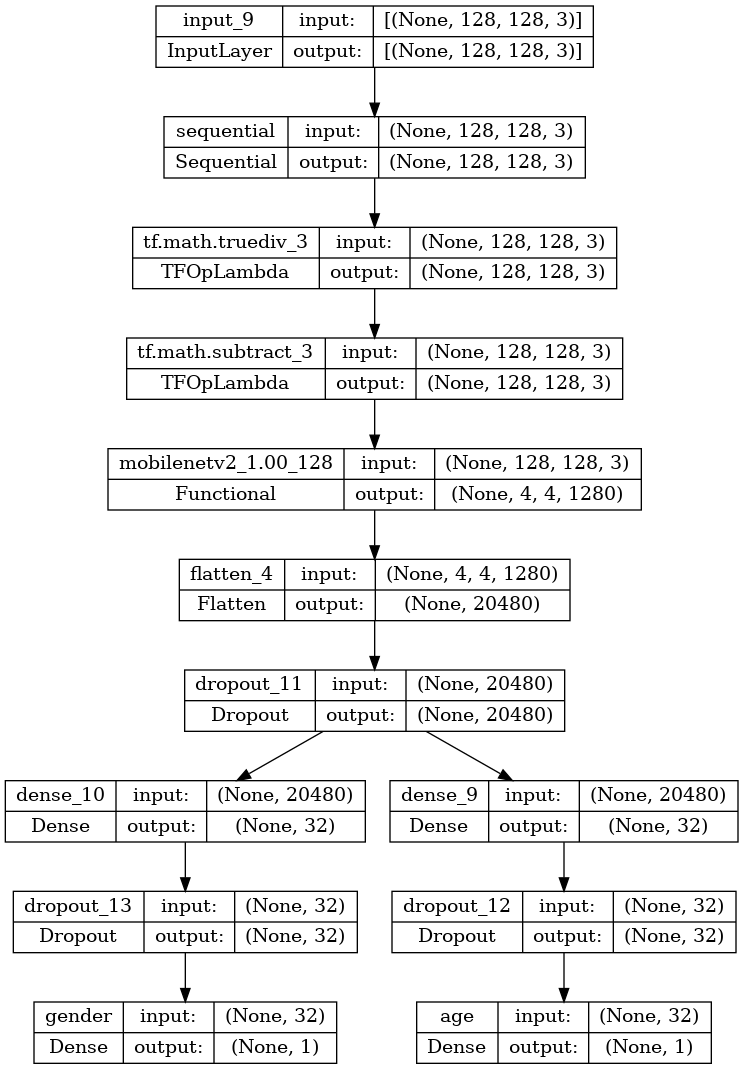 input_9 input: [(None, 128, 128, 3)]
InputLayer output: [(None, 128, 128, 3)]
sequential input: (None, 128, 128, 3)
Sequential output: (None, 128, 128, 3)
tf.math.truediv_3 input: (None, 128, 128, 3)
TFOpLambda output: (None, 128, 128, 3)
tf.math.subtract_3 input: (None, 128, 128, 3)
TFOpLambda output: (None, 128, 128, 3)
mobilenetv2_1.00_128 input: (None, 128, 128, 3)
Functional output: (None, 4, 4, 1280)
flatten_4 input: (None, 4, 4, 1280)
Flatten output: (None, 20480)
dropout_11 input: (None, 20480)
Dropout output: (None, 20480)
dense_10 input: (None, 20480)
Dense output: (None, 32)
dense_9 input: (None, 20480)
Dense output: (None, 32)
dropout_13 input: (None, 32)
Dropout output: (None, 32)
dropout_12 input: (None, 32)
Dropout output: (None, 32)
gender input: (None, 32)
Dense output: (None, 1)
age input: (None, 32)
Dense output: (None, 1)